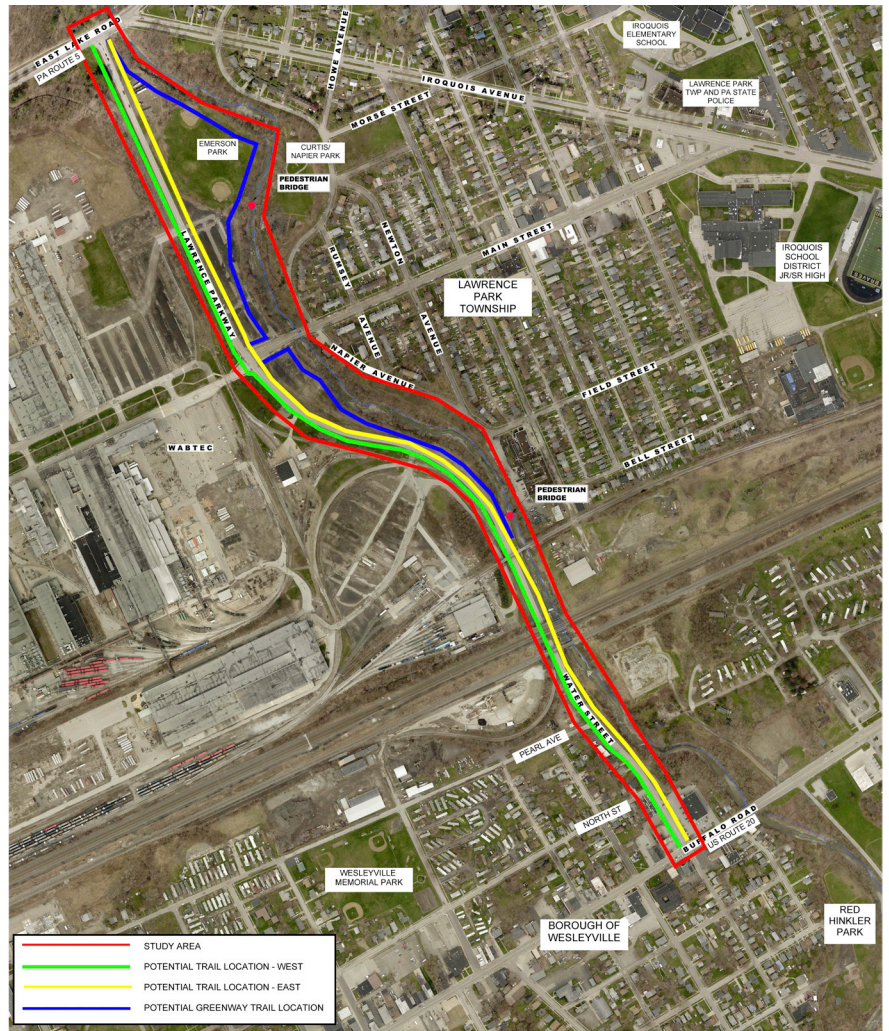 EAST LAKE ROAD
PA ROUTE 5
HOWE AVENUE
IROQUOIS
ELEMENTARY
SCHOOL
IROQUOIS AVENUE
LAWRENCE PARK
TWP AND PA STATE
POLICE
MORSE STREET
EMERSON
PARK
CURTIS/
NAPIER PARK
PEDESTRIAN
BRIDGE
LAWRENCE PARKWAY
RUMSEY
AVENUE
NEWTON
AVENUE
MAIN STREET
IROQUOIS
SCHOOL
DISTRICT
JR/SR HIGH
BRAVES
LAWRENCE
PARK
TOWNSHIP
NAPIER AVENUE
FIELD STREET
WABTEC
BELL STREET
PEDESTRIAN
BRIDGE
WATER STREET
PEARL AVE
NORTH ST
BUFFALO ROAD
US ROUTE 20
WESLEYVILLE
MEMORIAL PARK
BOROUGH OF
WESLEYVILLE
RED
HINKLER
PARK
STUDY AREA
POTENTIAL TRAIL LOCATION - WEST
POTENTIAL TRAIL LOCATION - EAST
POTENTIAL GREENWAY TRAIL LOCATION